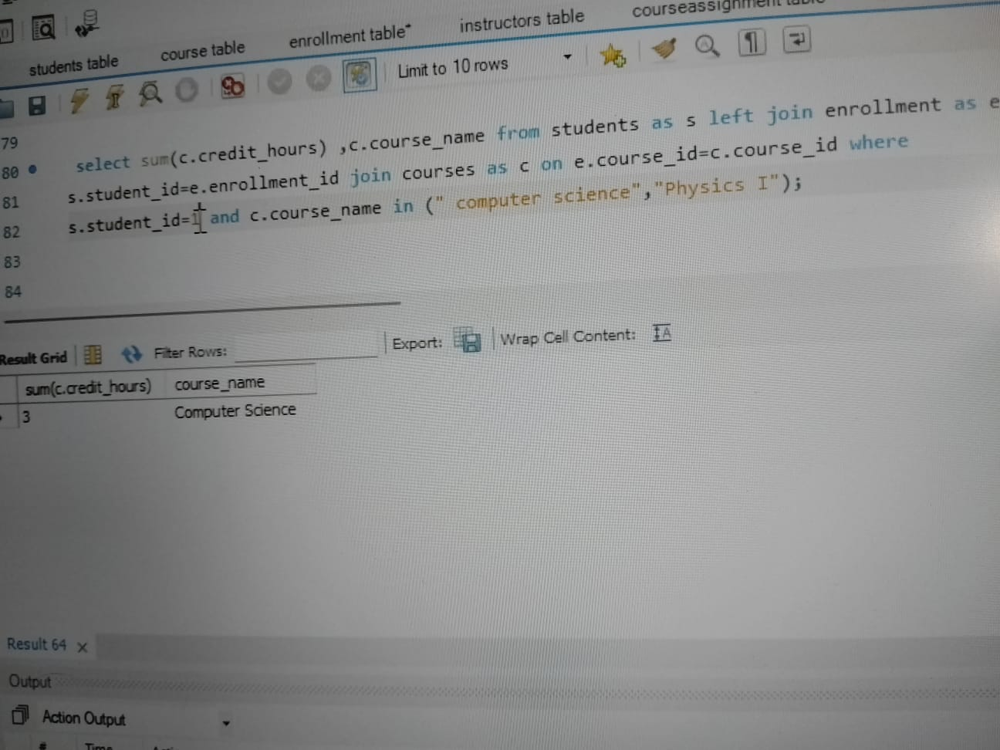 students table
course table
enrollment table*
instructors table
courseassignment table
Limit to 10 rows
79
80 select sum(c.credit_hours) ,c.course_name from students as s left join enrollment as e
81 s.student_id=e.enrollment_id join courses as c on e.course_id=c.course_id where
82 s.student_id=1 and c.course_name in (" computer science","Physics I");
83
84
Result Grid
Filter Rows:
Export:
Wrap Cell Content:
sum(c.credit_hours) course_name
3 Computer Science
Result 64
Output
Action Output
# Time